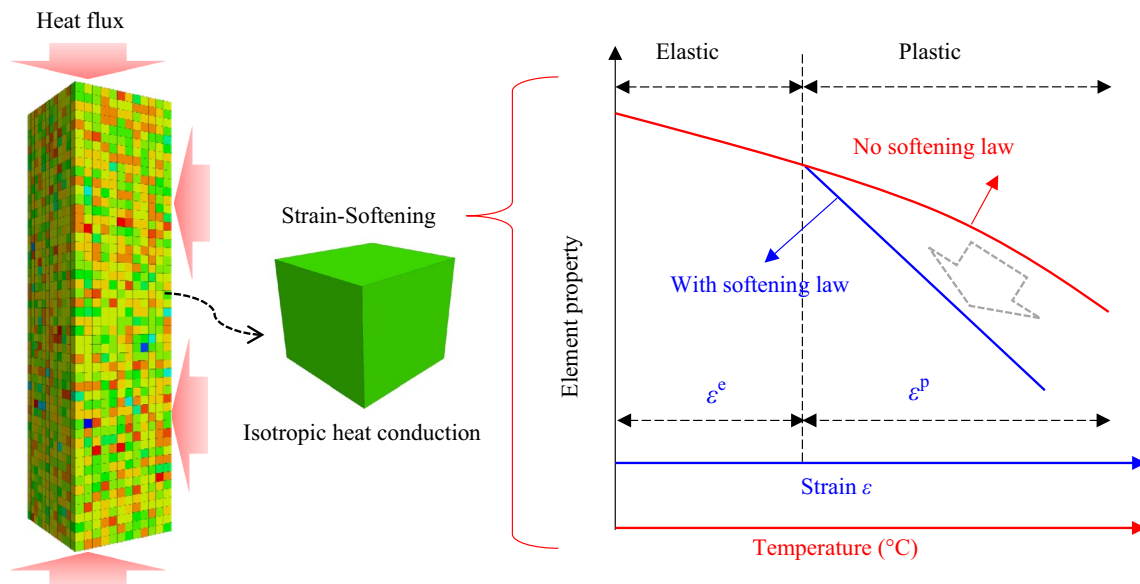 Heat flux
Strain-Softening
Isotropic heat conduction
Element property
Elastic
Plastic
No softening law
With softening law
εᵉ
εᵖ
Strain ε
Temperature (°C)